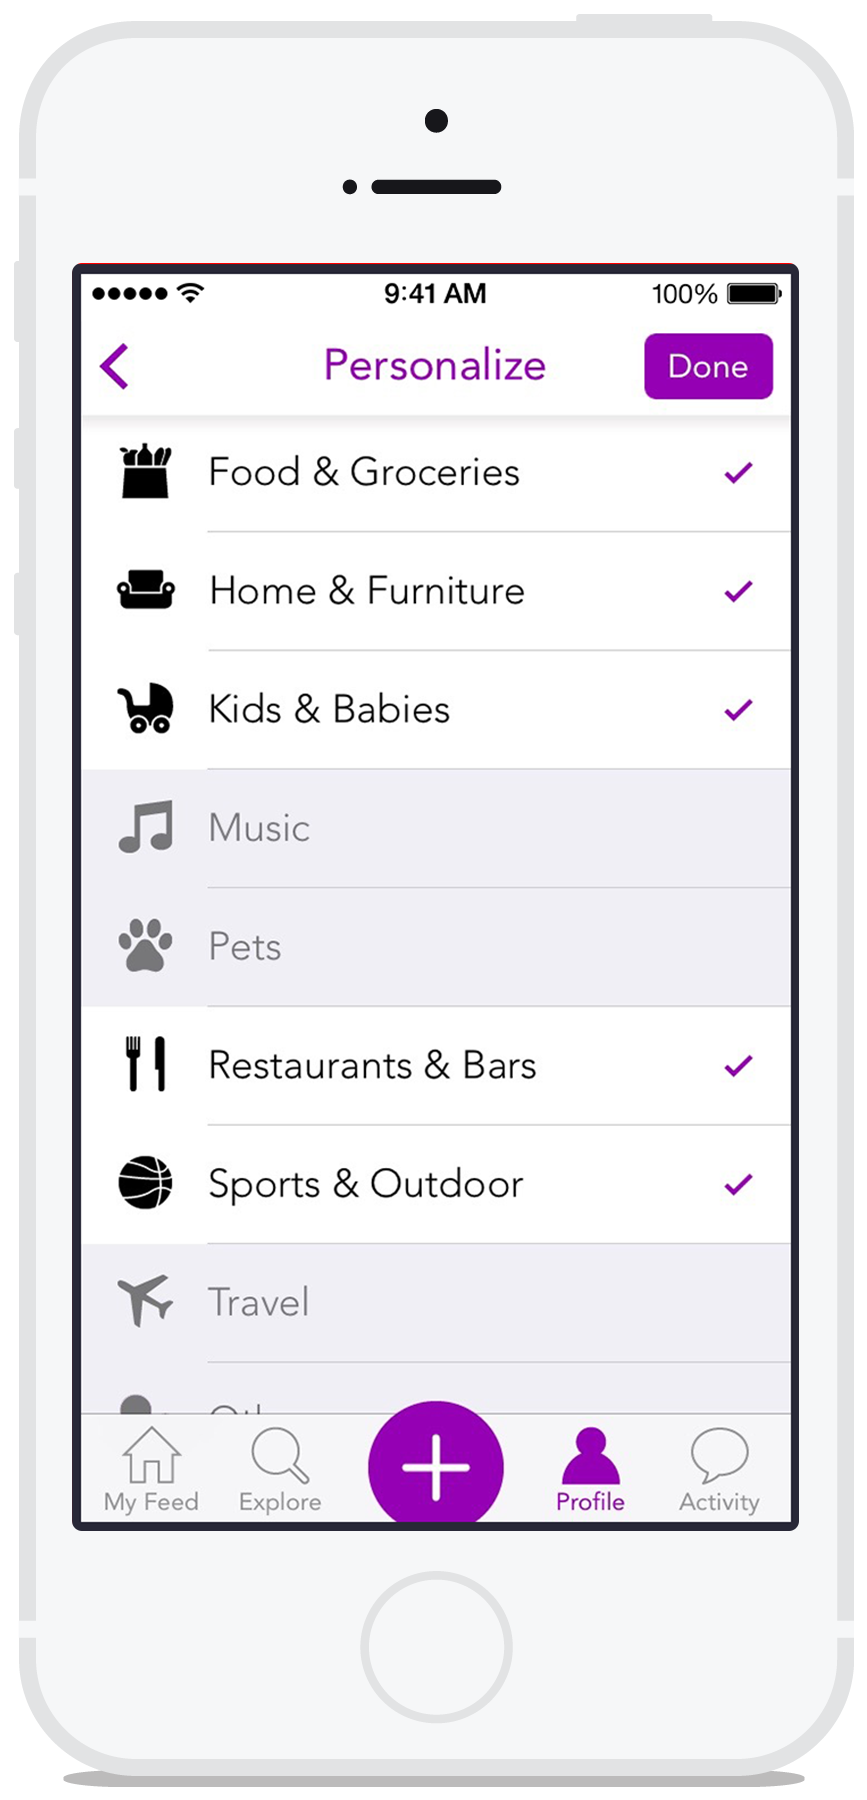 9:41 AM 100%
Personalize Done
Food & Groceries
Home & Furniture
Kids & Babies
Music
Pets
Restaurants & Bars
Sports & Outdoor
Travel
My Feed Explore Profile Activity